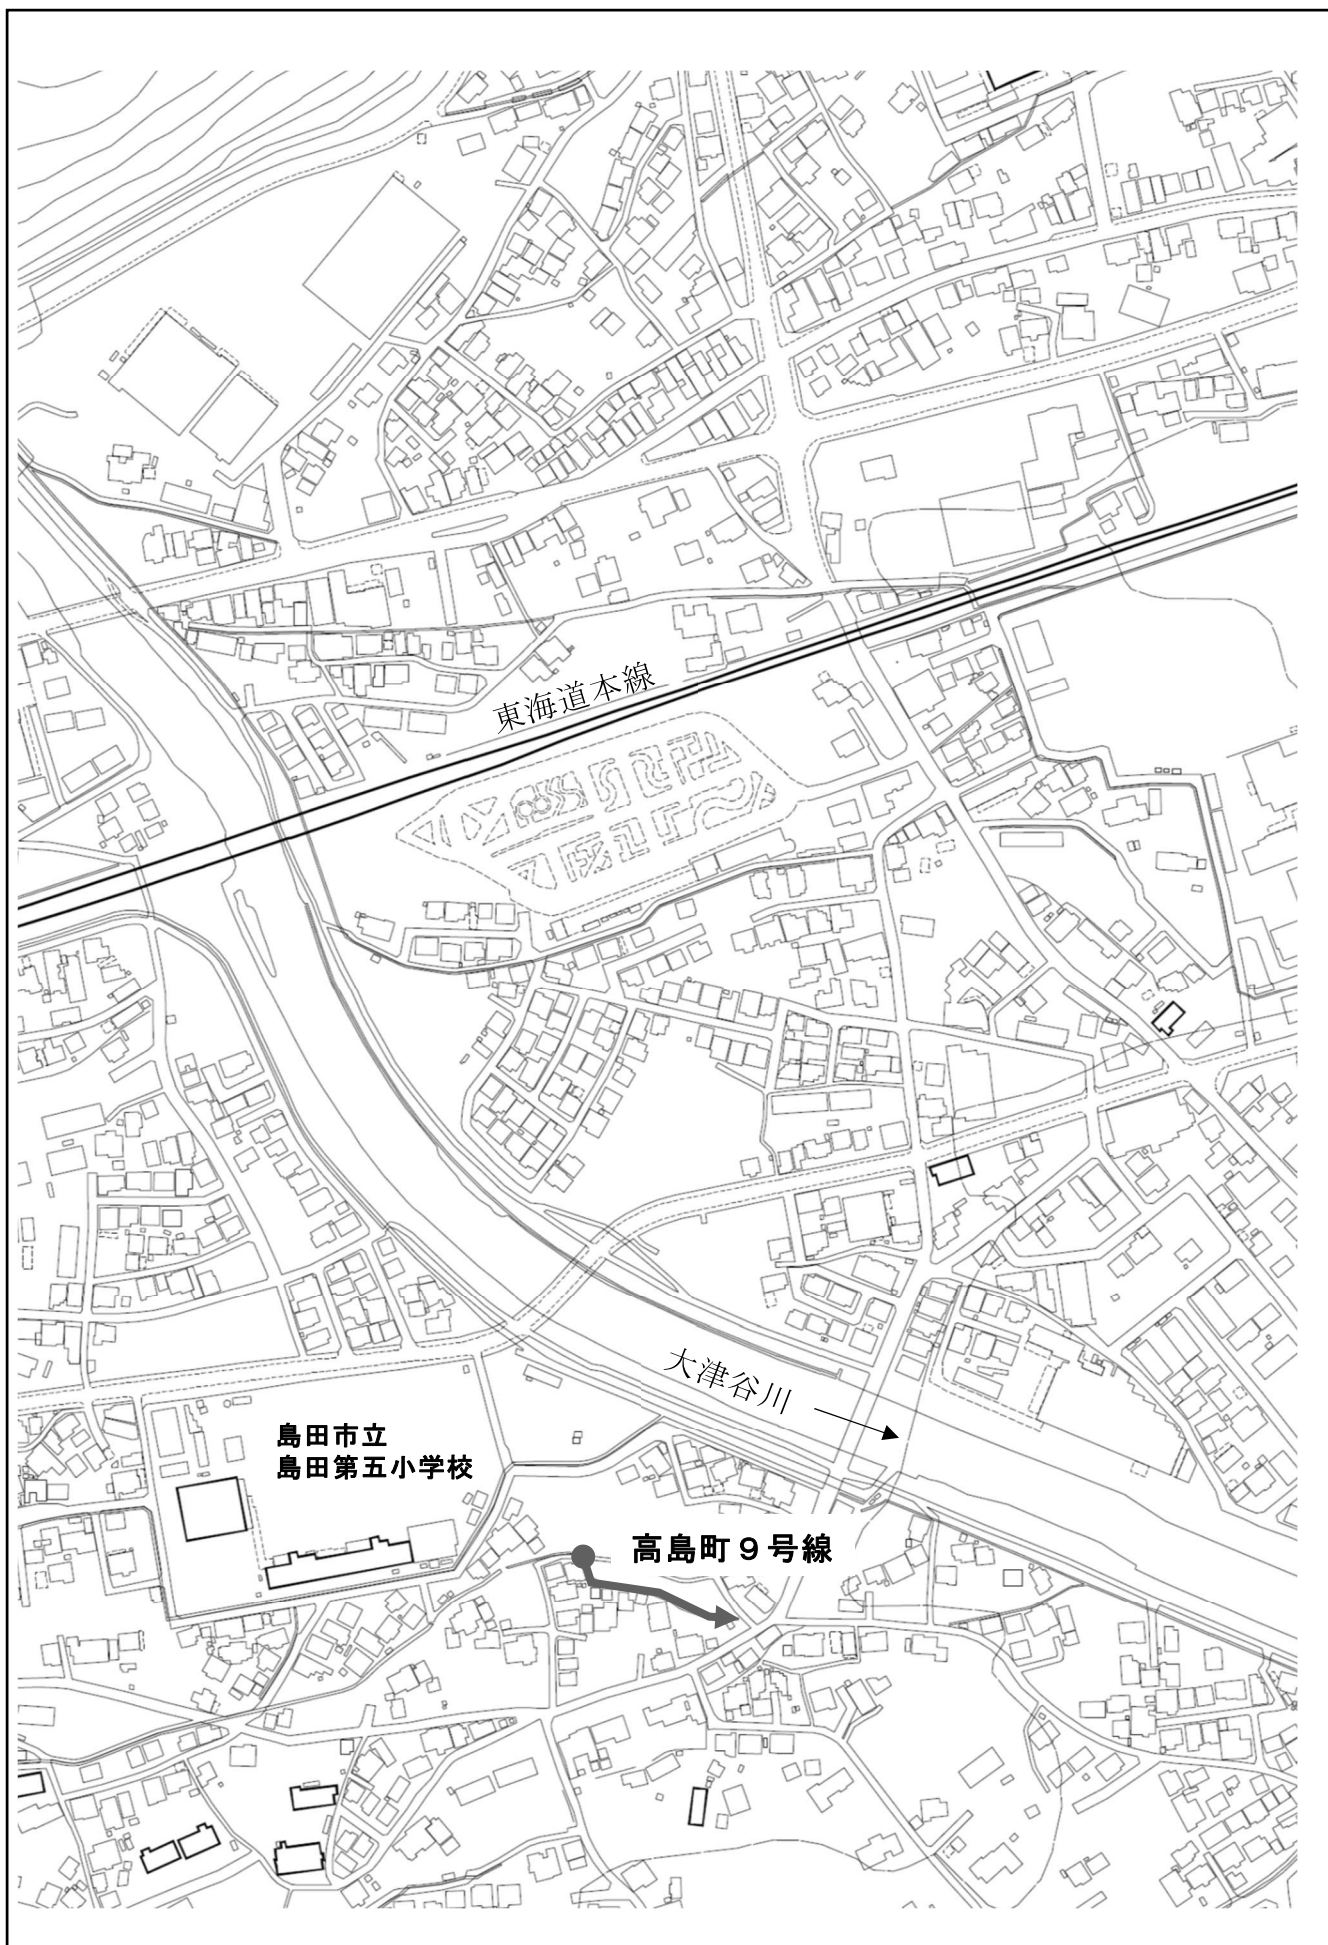 東海道本線
大津谷川
島田市立
島田第五小学校
高島町９号線